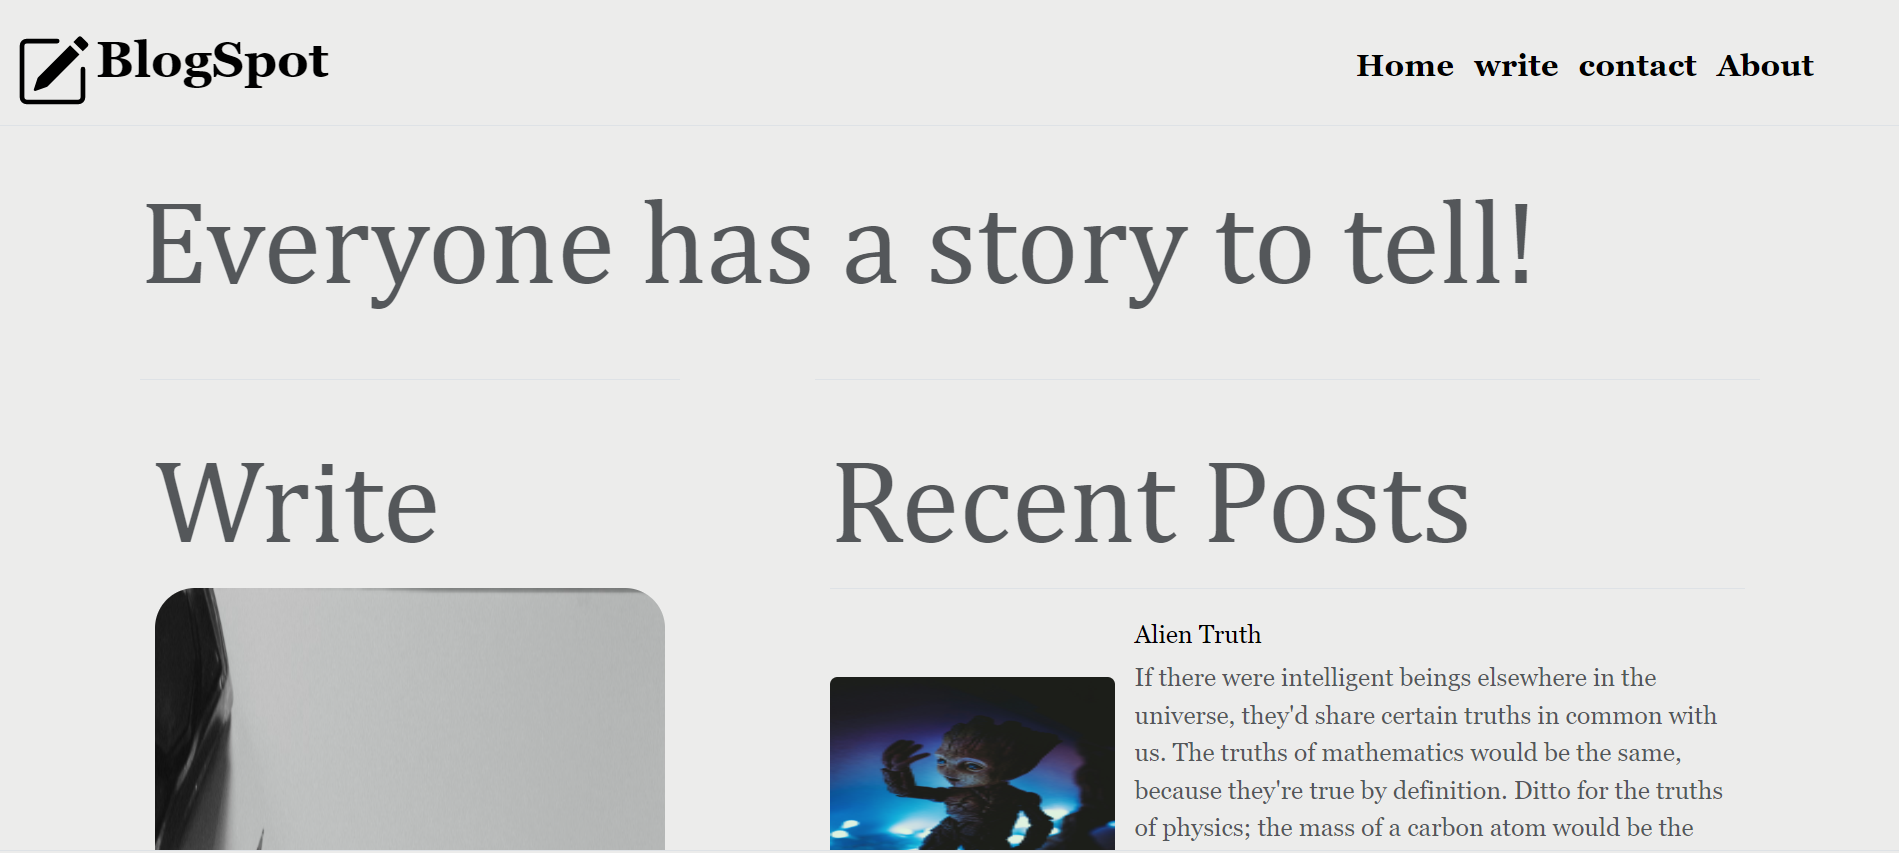 BlogSpot
Home write contact About
Everyone has a story to tell!
Write
Recent Posts
Alien Truth
If there were intelligent beings elsewhere in the
universe, they'd share certain truths in common with
us. The truths of mathematics would be the same,
because they're true by definition. Ditto for the truths
of physics; the mass of a carbon atom would be the